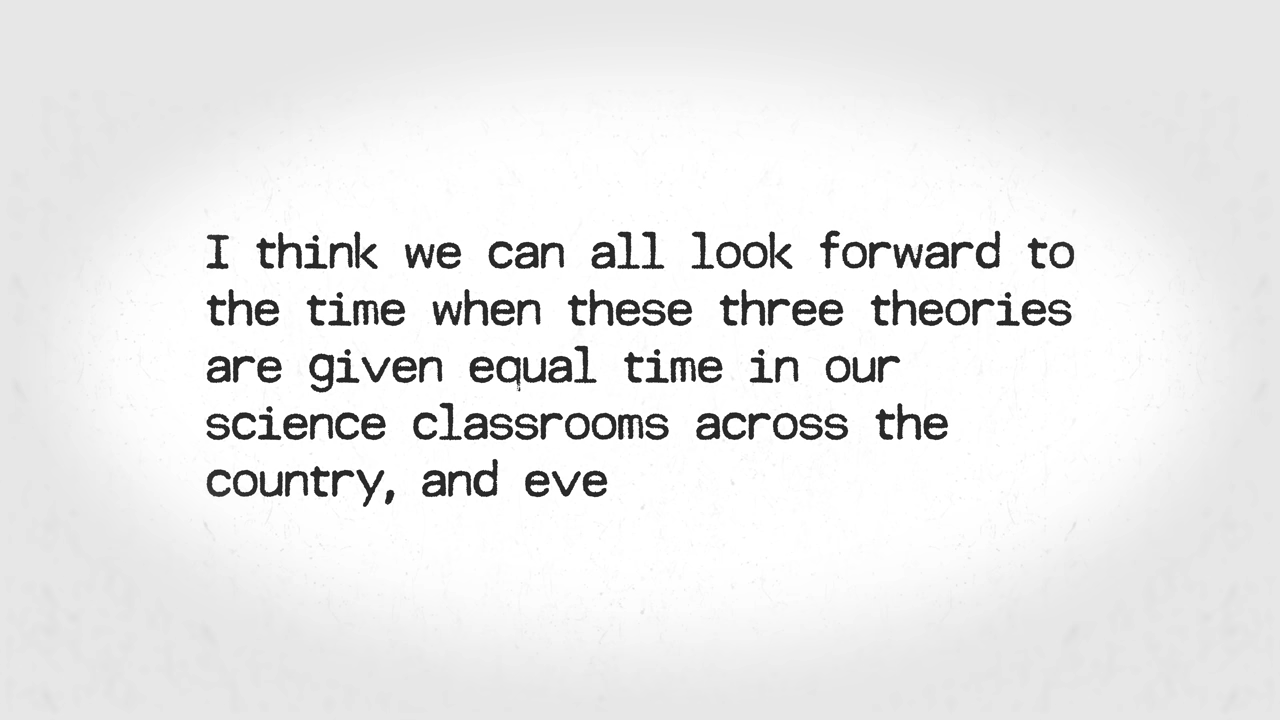 I think we can all look forward to
the time when these three theories
are given equal time in our
science classrooms across the
country, and eve